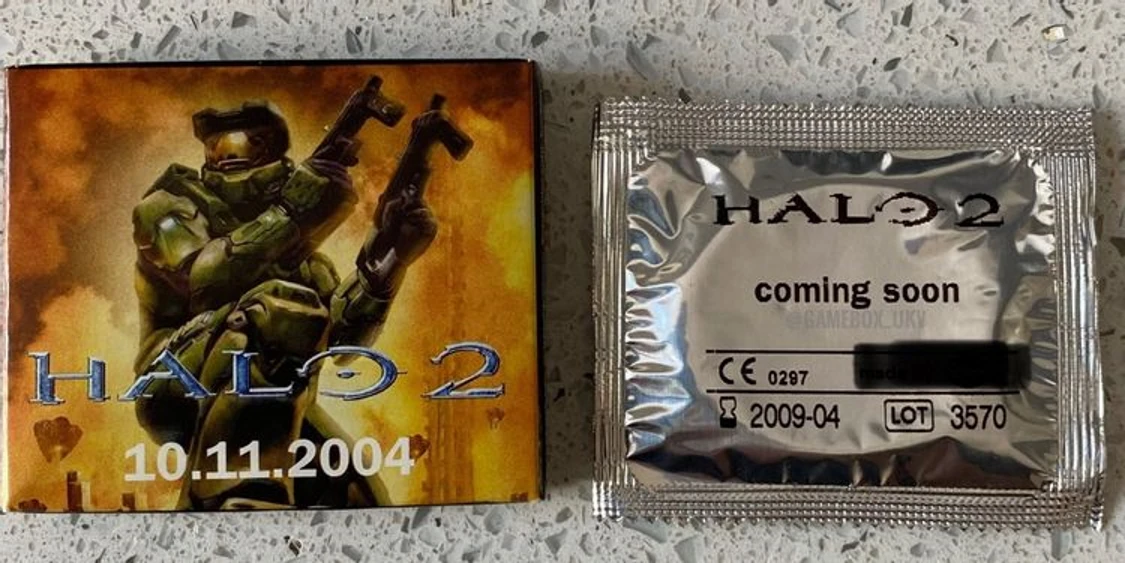 HALO 2
10.11.2004
HALO 2
coming soon
@GAMEBOX_UKV
CE 0297
2009-04 LOT 3570